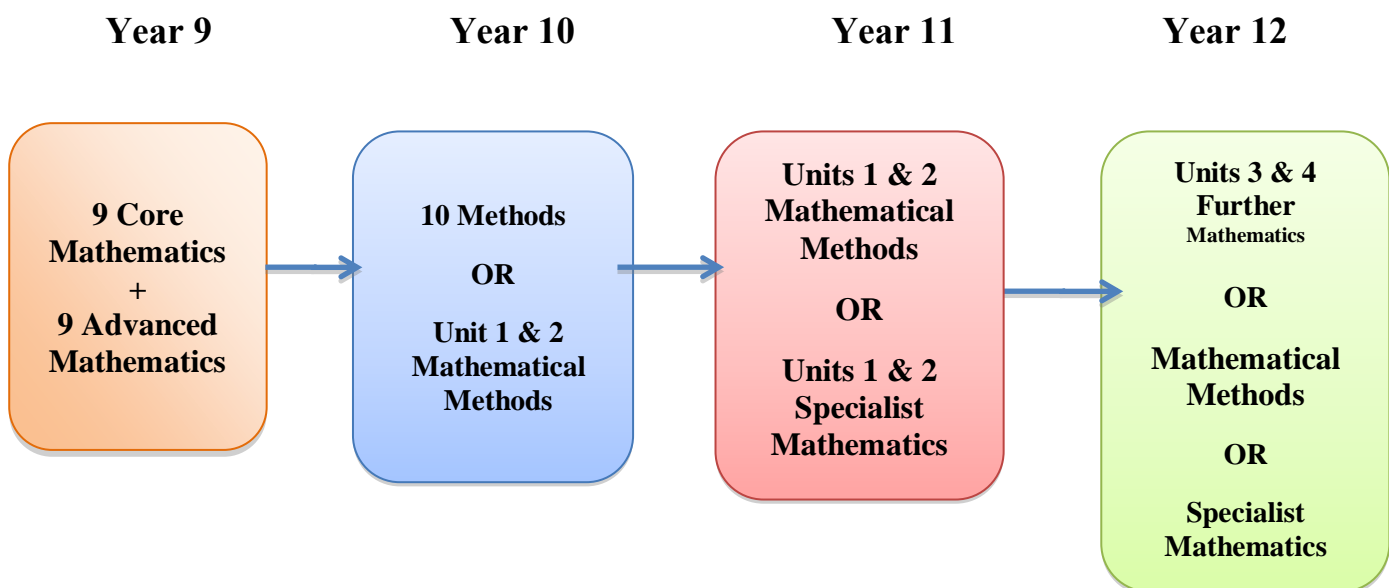 Year 9
Year 10
Year 11
Year 12
9 Core
Mathematics
+
9 Advanced
Mathematics
10 Methods
OR
Unit 1 & 2
Mathematical
Methods
Units 1 & 2
Mathematical
Methods
OR
Units 1 & 2
Specialist
Mathematics
Units 3 & 4
Further
Mathematics
OR
Mathematical
Methods
OR
Specialist
Mathematics